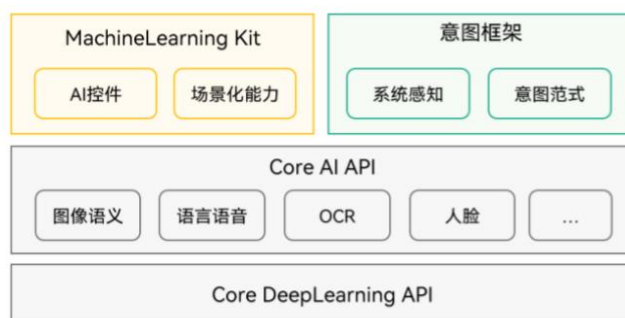 MachineLearning Kit
AI控件
场景化能力
意图框架
系统感知
意图范式
Core AI API
图像语义
语言语音
OCR
人脸
...
Core DeepLearning API